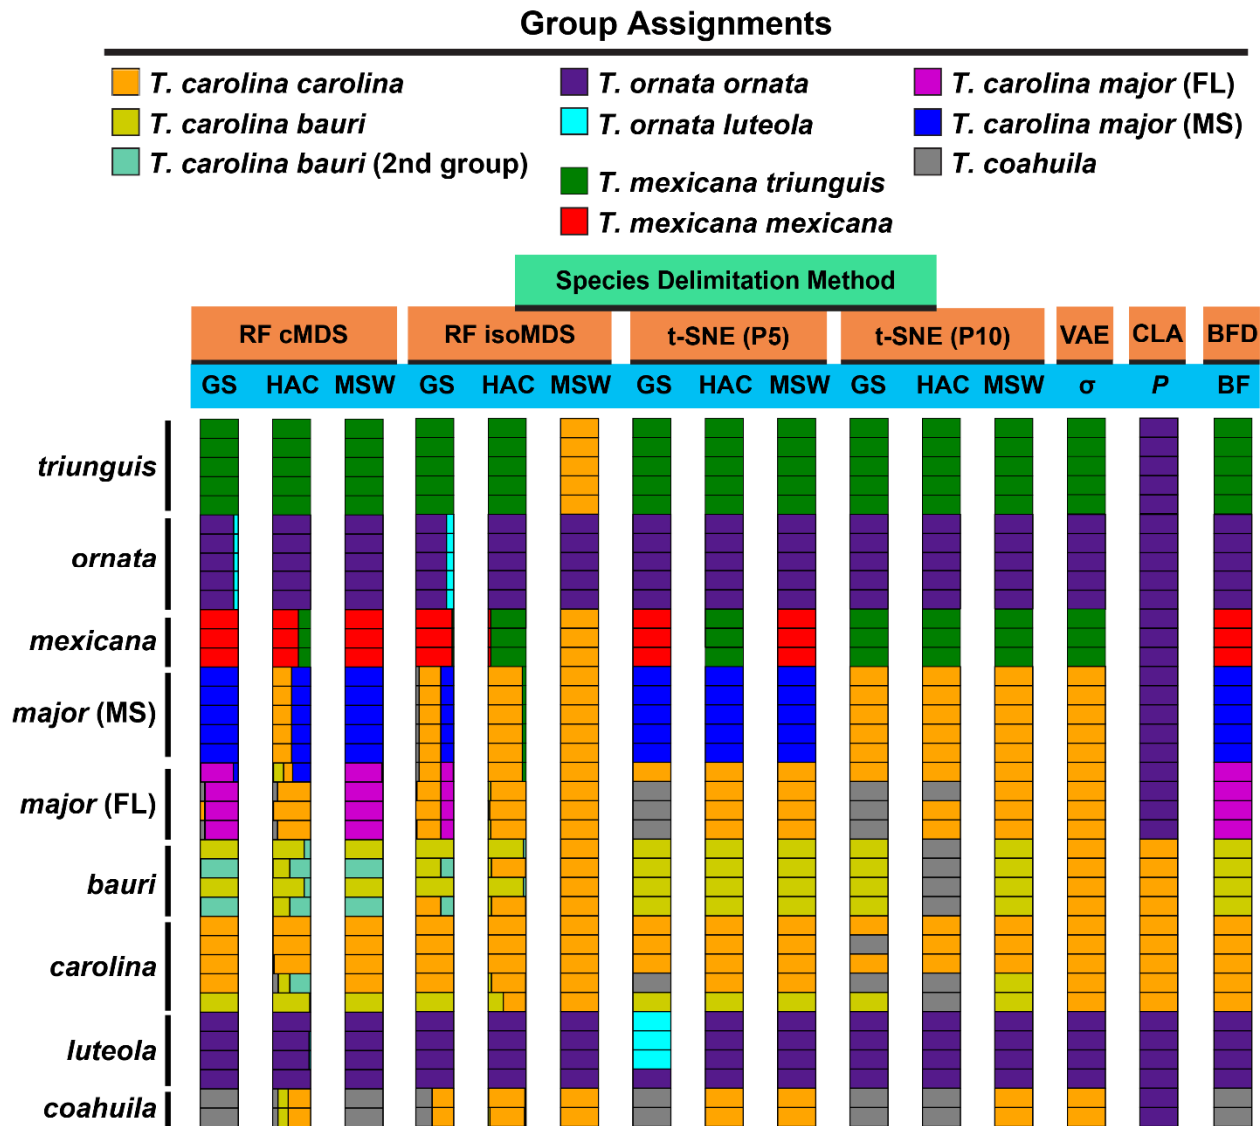 Group Assignments
T. carolina carolina
T. carolina bauri
T. carolina bauri (2nd group)
T. ornata ornata
T. ornata luteola
T. mexicana triunguis
T. mexicana mexicana
T. carolina major (FL)
T. carolina major (MS)
T. coahuila
Species Delimitation Method
RF cMDS RF isoMDS t-SNE (P5) t-SNE (P10) VAE CLA BFD
GS HAC MSW GS HAC MSW GS HAC MSW GS HAC MSW σ P BF
triunguis
ornata
mexicana
major (MS)
major (FL)
bauri
carolina
luteola
coahuila